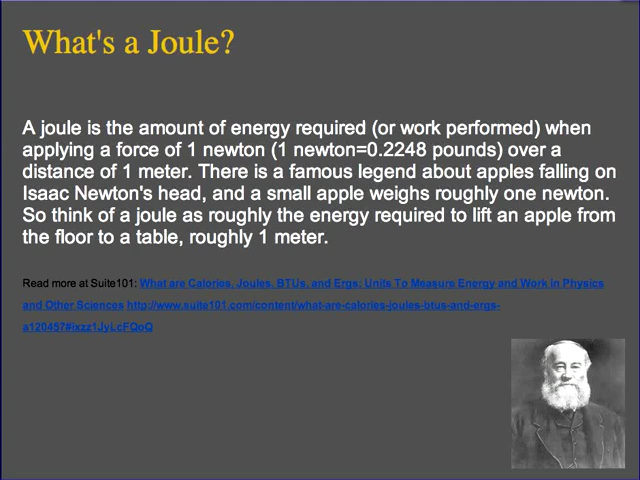 What's a Joule?
A joule is the amount of energy required (or work performed) when
applying a force of 1 newton (1 newton=0.2248 pounds) over a
distance of 1 meter. There is a famous legend about apples falling on
Isaac Newton's head, and a small apple weighs roughly one newton.
So think of a joule as roughly the energy required to lift an apple from
the floor to a table, roughly 1 meter.
Read more at Suite101: What are Calories, Joules, BTUs, and Ergs: Units To Measure Energy and Work in Physics
and Other Sciences http://www.suite101.com/content/what-are-calories-joules-btus-and-ergs-
a120457#ixzz1JyLcFQoQ